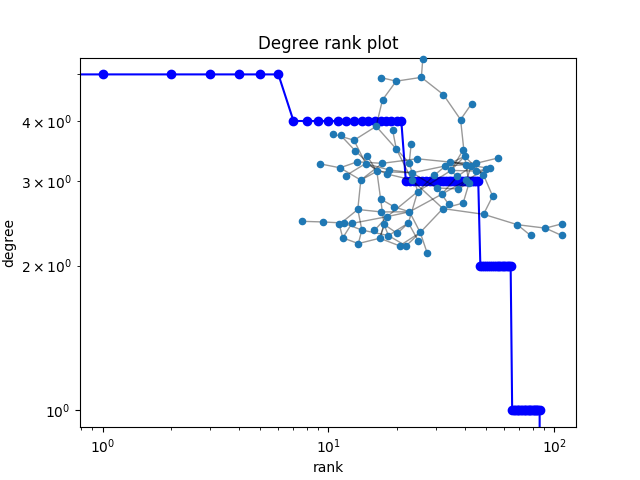 Degree rank plot
degree
4 × 10⁰
3 × 10⁰
2 × 10⁰
10⁰
10⁰
10¹
10²
rank